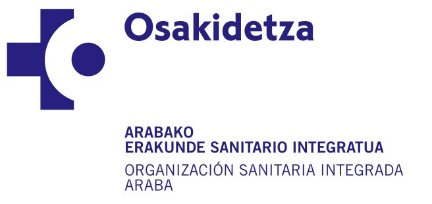 Osakidetza
ARABAKO
ERAKUNDE SANITARIO INTEGRATUA
ORGANIZACIÓN SANITARIA INTEGRADA
ARABA